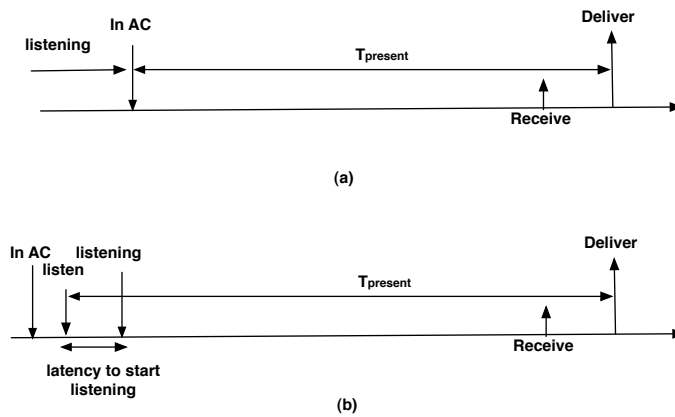 In AC
Deliver
listening
Tpresent
Receive
(a)
In AC
listening
Deliver
listen
Tpresent
Receive
latency to start
listening
(b)